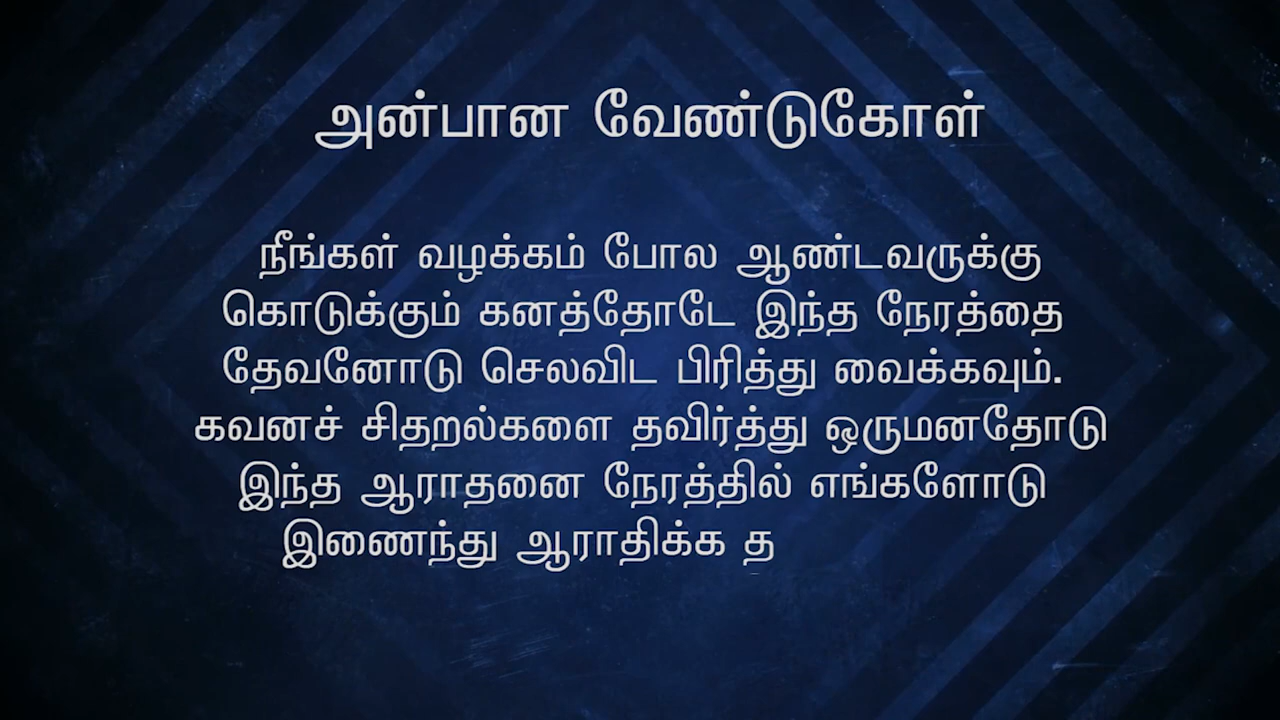 அன்பான வேண்டுகோள்
நீங்கள் வழக்கம் போல ஆண்டவருக்கு
கொடுக்கும் கனத்தோடே இந்த நேரத்தை
தேவனோடு செலவிட பிரித்து வைக்கவும்.
கவனச் சிதறல்களை தவிர்த்து ஒருமனதோடு
இந்த ஆராதனை நேரத்தில் எங்களோடு
இணைந்து ஆராதிக்க த